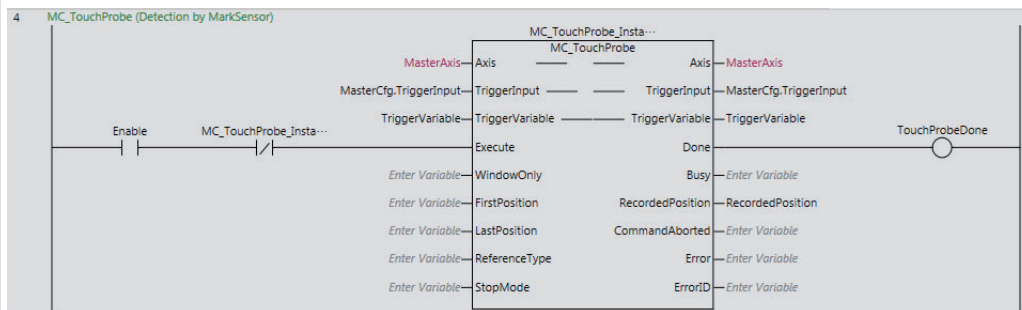 4 MC_TouchProbe (Detection by MarkSensor)
MC_TouchProbe_Insta···
MC_TouchProbe
MasterAxis Axis Axis MasterAxis
MasterCfg.TriggerInput TriggerInput TriggerInput MasterCfg.TriggerInput
TriggerVariable TriggerVariable TriggerVariable TriggerVariable
Enable MC_TouchProbe_Insta··· TouchProbeDone
Execute Done
Enter Variable WindowOnly Busy Enter Variable
Enter Variable FirstPosition RecordedPosition RecordedPosition
Enter Variable LastPosition CommandAborted Enter Variable
Enter Variable ReferenceType Error Enter Variable
Enter Variable StopMode ErrorID Enter Variable